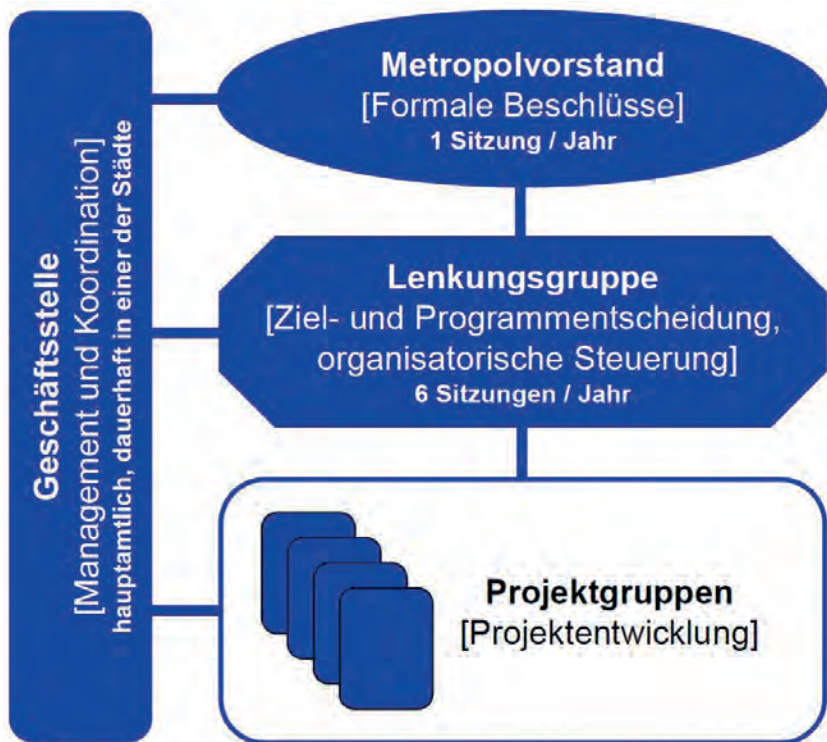 Geschäftsstelle
[Management und Koordination]
hauptamtlich, dauerhaft in einer der Städte
Metropolvorstand
[Formale Beschlüsse]
1 Sitzung / Jahr
Lenkungsgruppe
[Ziel- und Programmentscheidung,
organisatorische Steuerung]
6 Sitzungen / Jahr
Projektgruppen
[Projektentwicklung]